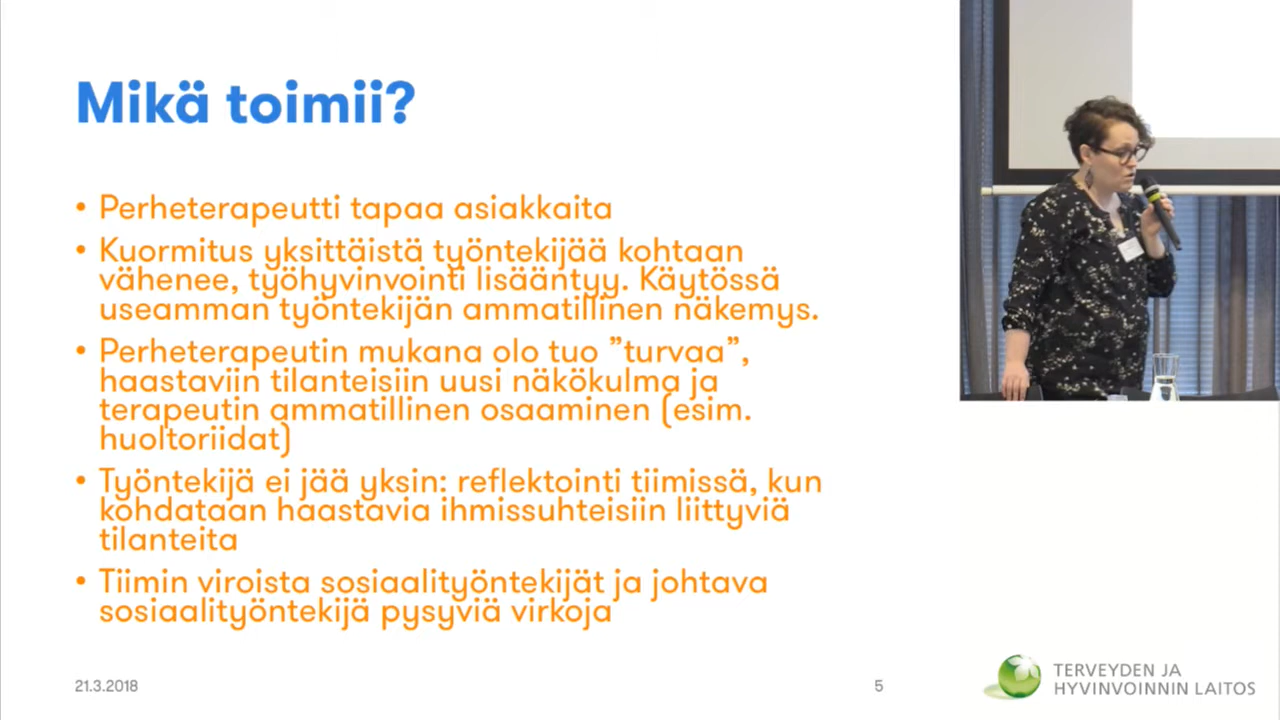 Mikä toimii?
• Perheterapeutti tapaa asiakkaita
• Kuormitus yksittäistä työntekijää kohtaan
vähenee, työhyvinvointi lisääntyy. Käytössä
useamman työntekijän ammatillinen näkemys.
• Perheterapeutin mukana olo tuo ”turvaa”,
haastaviin tilanteisiin uusi näkökulma ja
terapeutin ammatillinen osaaminen (esim.
huoltoriidat)
• Työntekijä ei jää yksin: reflektointi tiimissä, kun
kohdataan haastavia ihmissuhteisiin liittyviä
tilanteita
• Tiimin viroista sosiaalityöntekijät ja johtava
sosiaalityöntekijä pysyviä virkoja
21.3.2018
5
TERVEYDEN JA
HYVINVOINNIN LAITOS